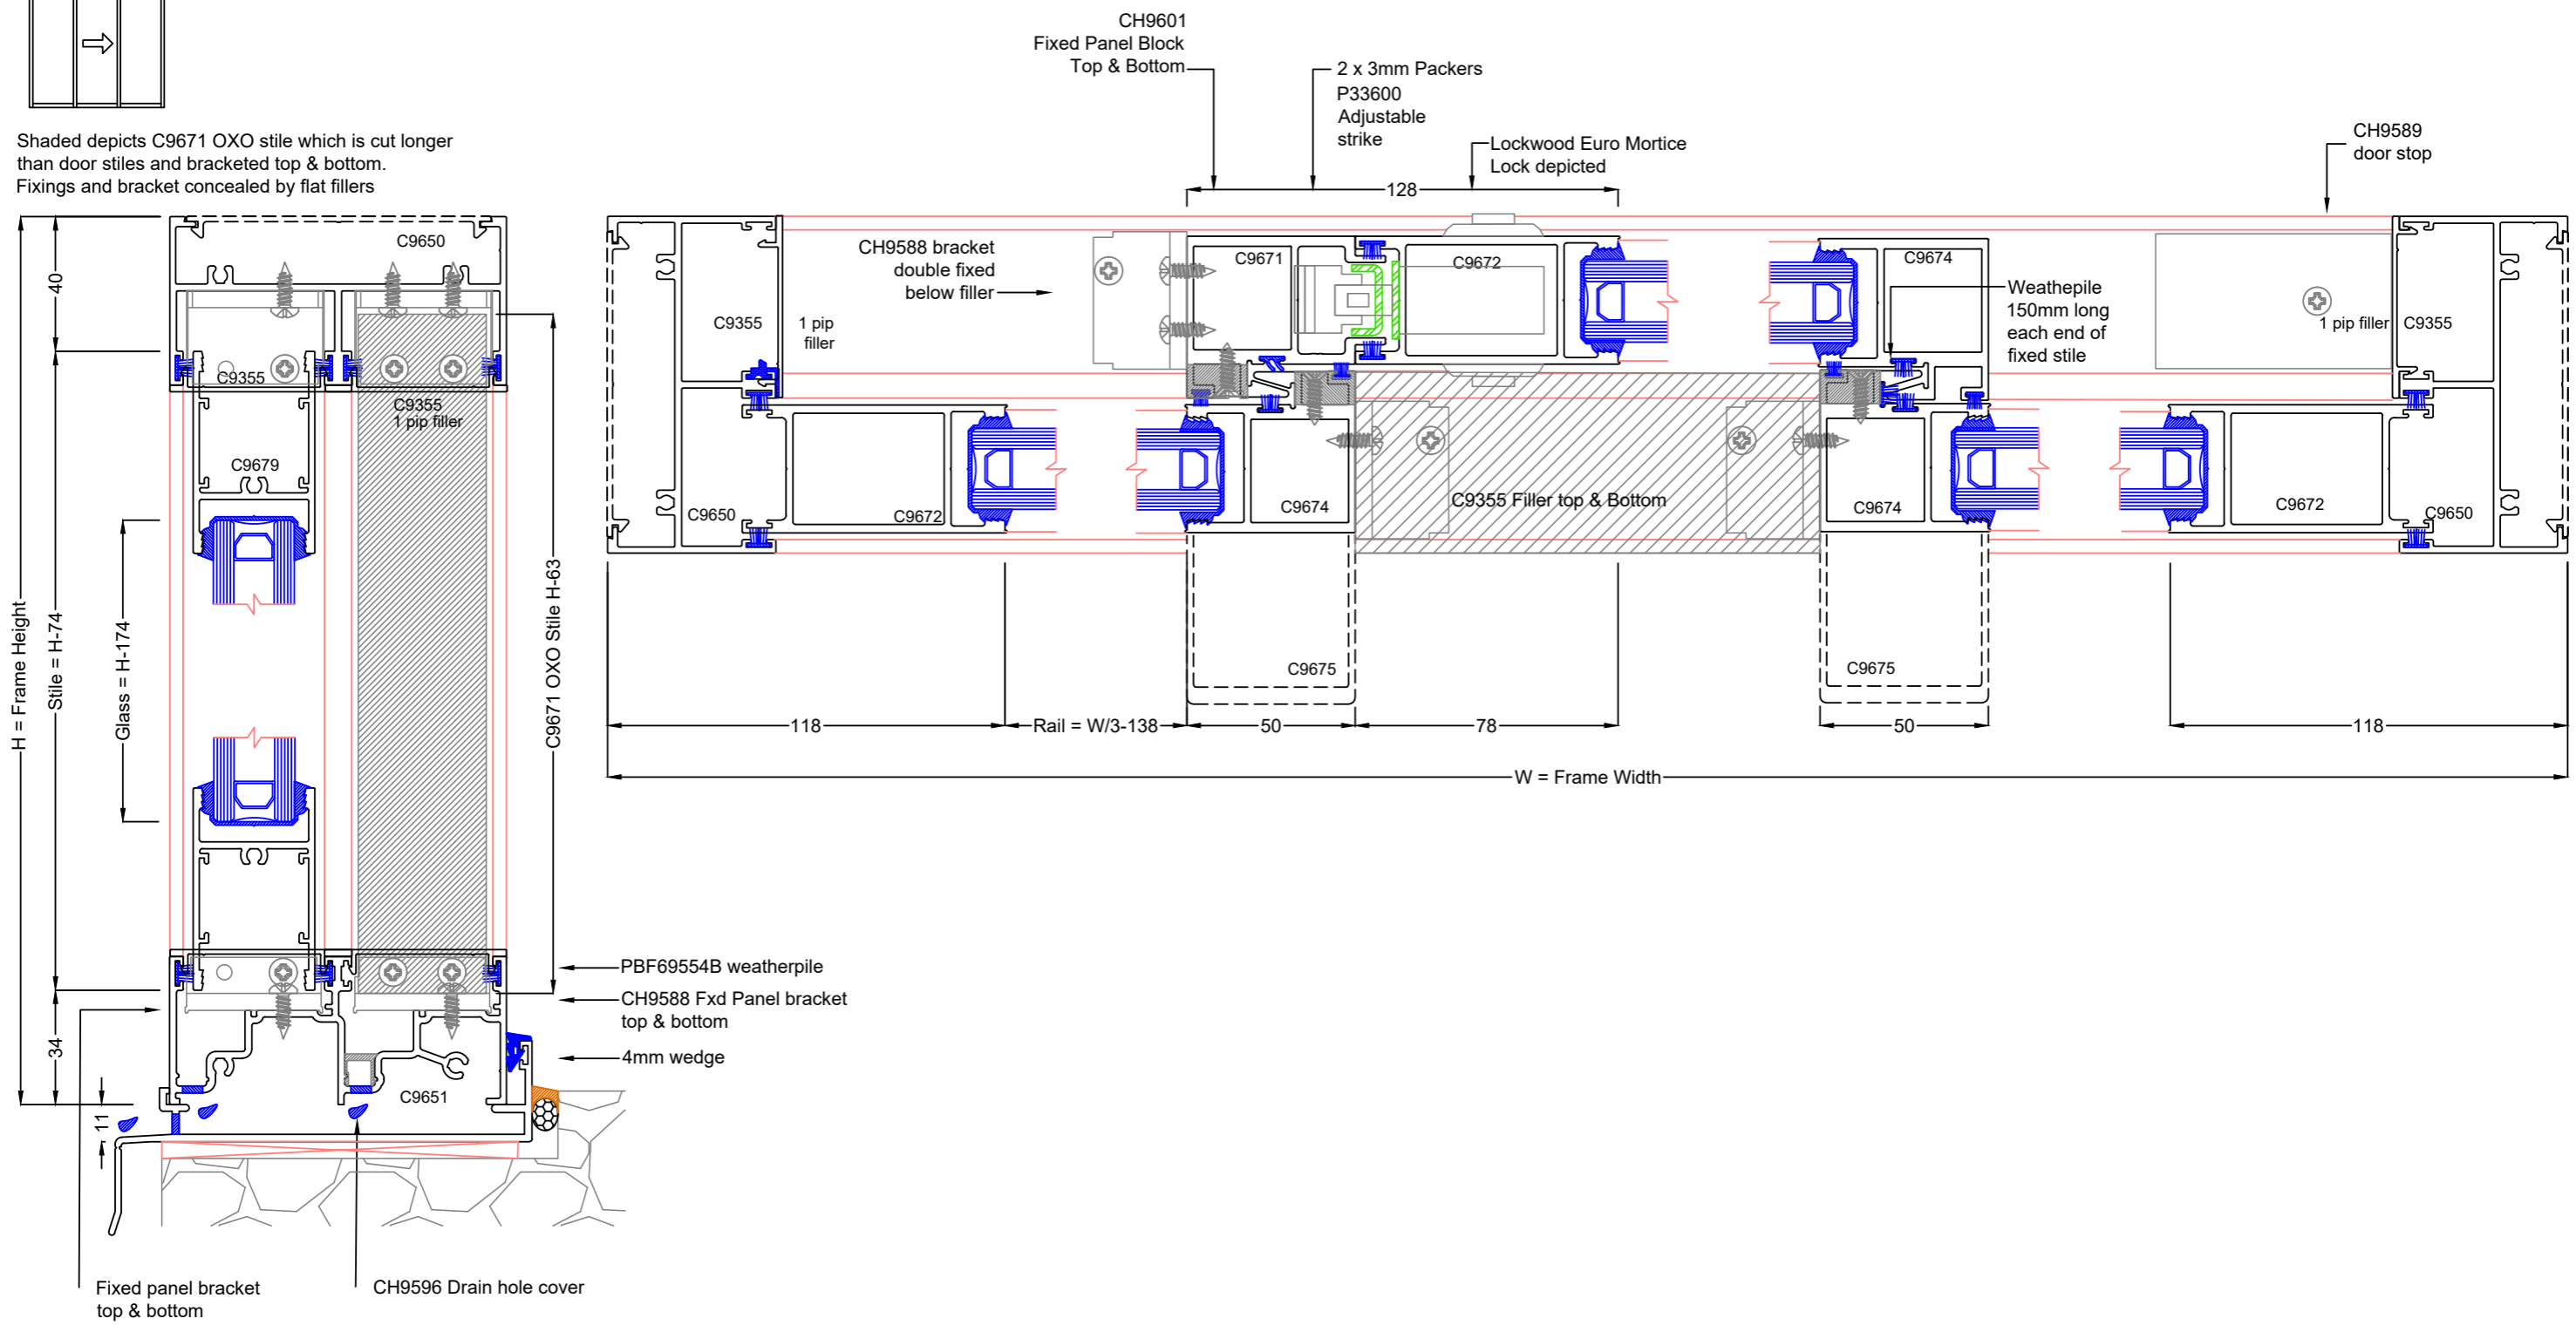 CH9601
Fixed Panel Block
Top & Bottom
2 x 3mm Packers
P33600
Adjustable
strike
Lockwood Euro Mortice
Lock depicted
CH9589
door stop
Shaded depicts C9671 OXO stile which is cut longer
than door stiles and bracketed top & bottom.
Fixings and bracket concealed by flat fillers
128
C9650
CH9588 bracket
double fixed
below filler
C9671
C9672
C9674
Weathepile
150mm long
each end of
fixed stile
C9355
1 pip
filler
1 pip filler
C9355
40
C9355
C9355
1 pip filler
C9679
C9650
C9672
C9674
C9355 Filler top & Bottom
C9674
C9672
C9650
H = Frame Height
Stile = H-74
Glass = H-174
C9671 OXO Stile H-63
C9675
C9675
118
Rail = W/3-138
50
78
50
118
W = Frame Width
PBF69554B weatherpile
CH9588 Fxd Panel bracket
top & bottom
34
4mm wedge
C9651
11
Fixed panel bracket
top & bottom
CH9596 Drain hole cover